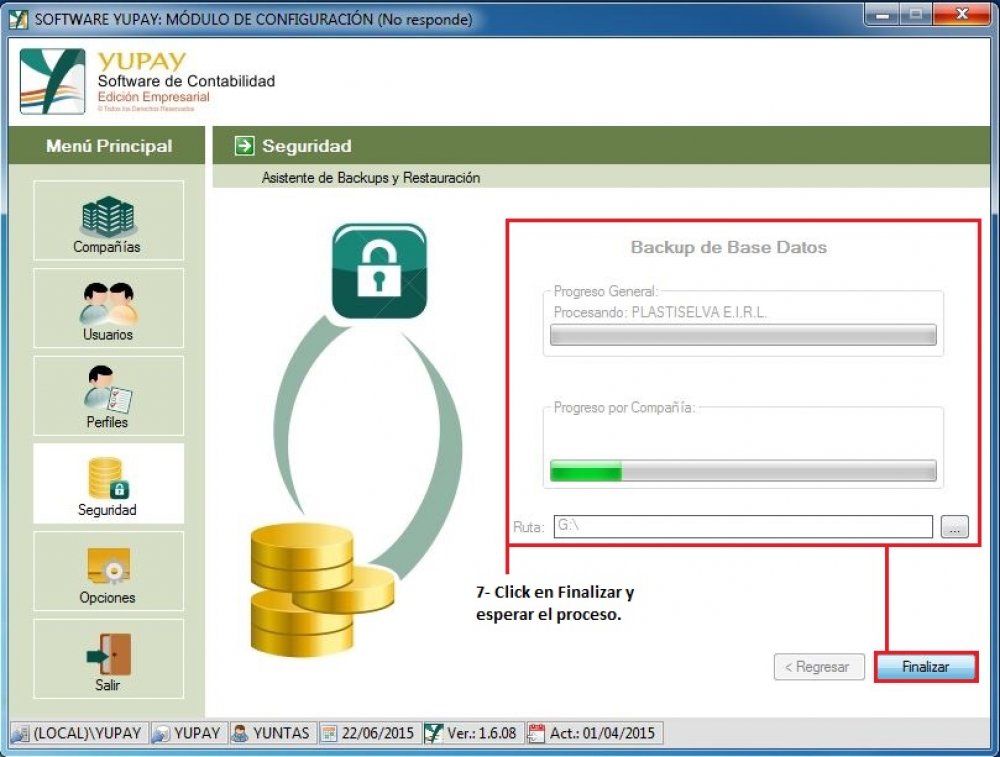 SOFTWARE YUPAY: MÓDULO DE CONFIGURACIÓN (No responde)
YUPAY
Software de Contabilidad
Edición Empresarial
© Todos los Derechos Reservados
Menú Principal
Seguridad
Asistente de Backups y Restauración
Compañías
Usuarios
Perfiles
Seguridad
Opciones
Salir
Backup de Base Datos
Progreso General:
Procesando: PLASTISELVA E.I.R.L.
Progreso por Compañía:
Ruta: G:\ ...
7- Click en Finalizar y
esperar el proceso.
< Regresar Finalizar
(LOCAL)\YUPAY YUPAY YUNTAS 22/06/2015 Ver.: 1.6.08 Act.: 01/04/2015